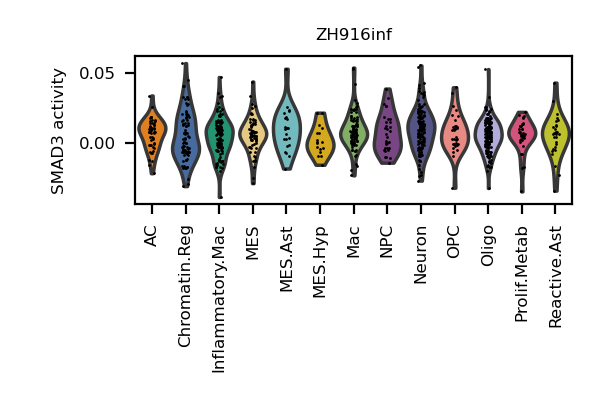 ZH916inf
SMAD3 activity
0.05
0.00
AC
Chromatin.Reg
Inflammatory.Mac
MES
MES.Ast
MES.Hyp
Mac
NPC
Neuron
OPC
Oligo
Prolif.Metab
Reactive.Ast